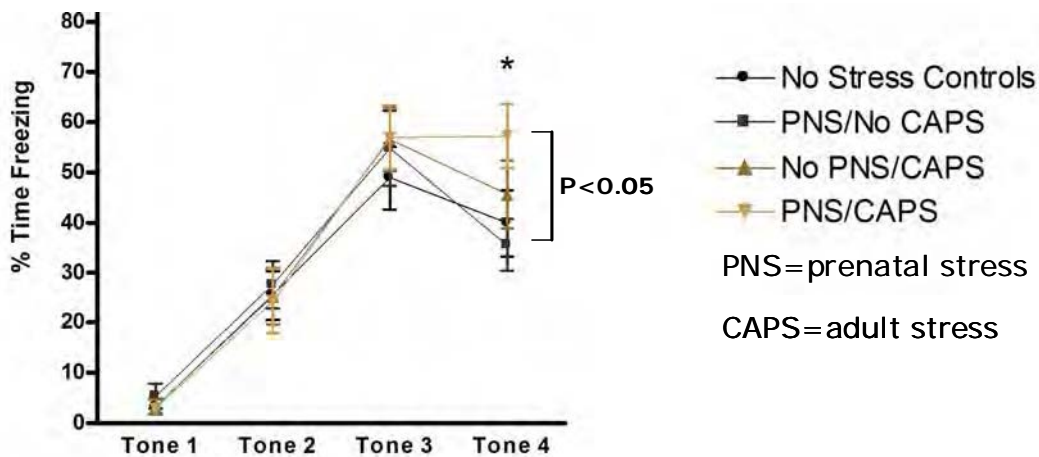 80
70
60
50
40
30
20
10
0
% Time Freezing
Tone 1 Tone 2 Tone 3 Tone 4
*
P<0.05
No Stress Controls
PNS/No CAPS
No PNS/CAPS
PNS/CAPS
PNS=prenatal stress
CAPS=adult stress